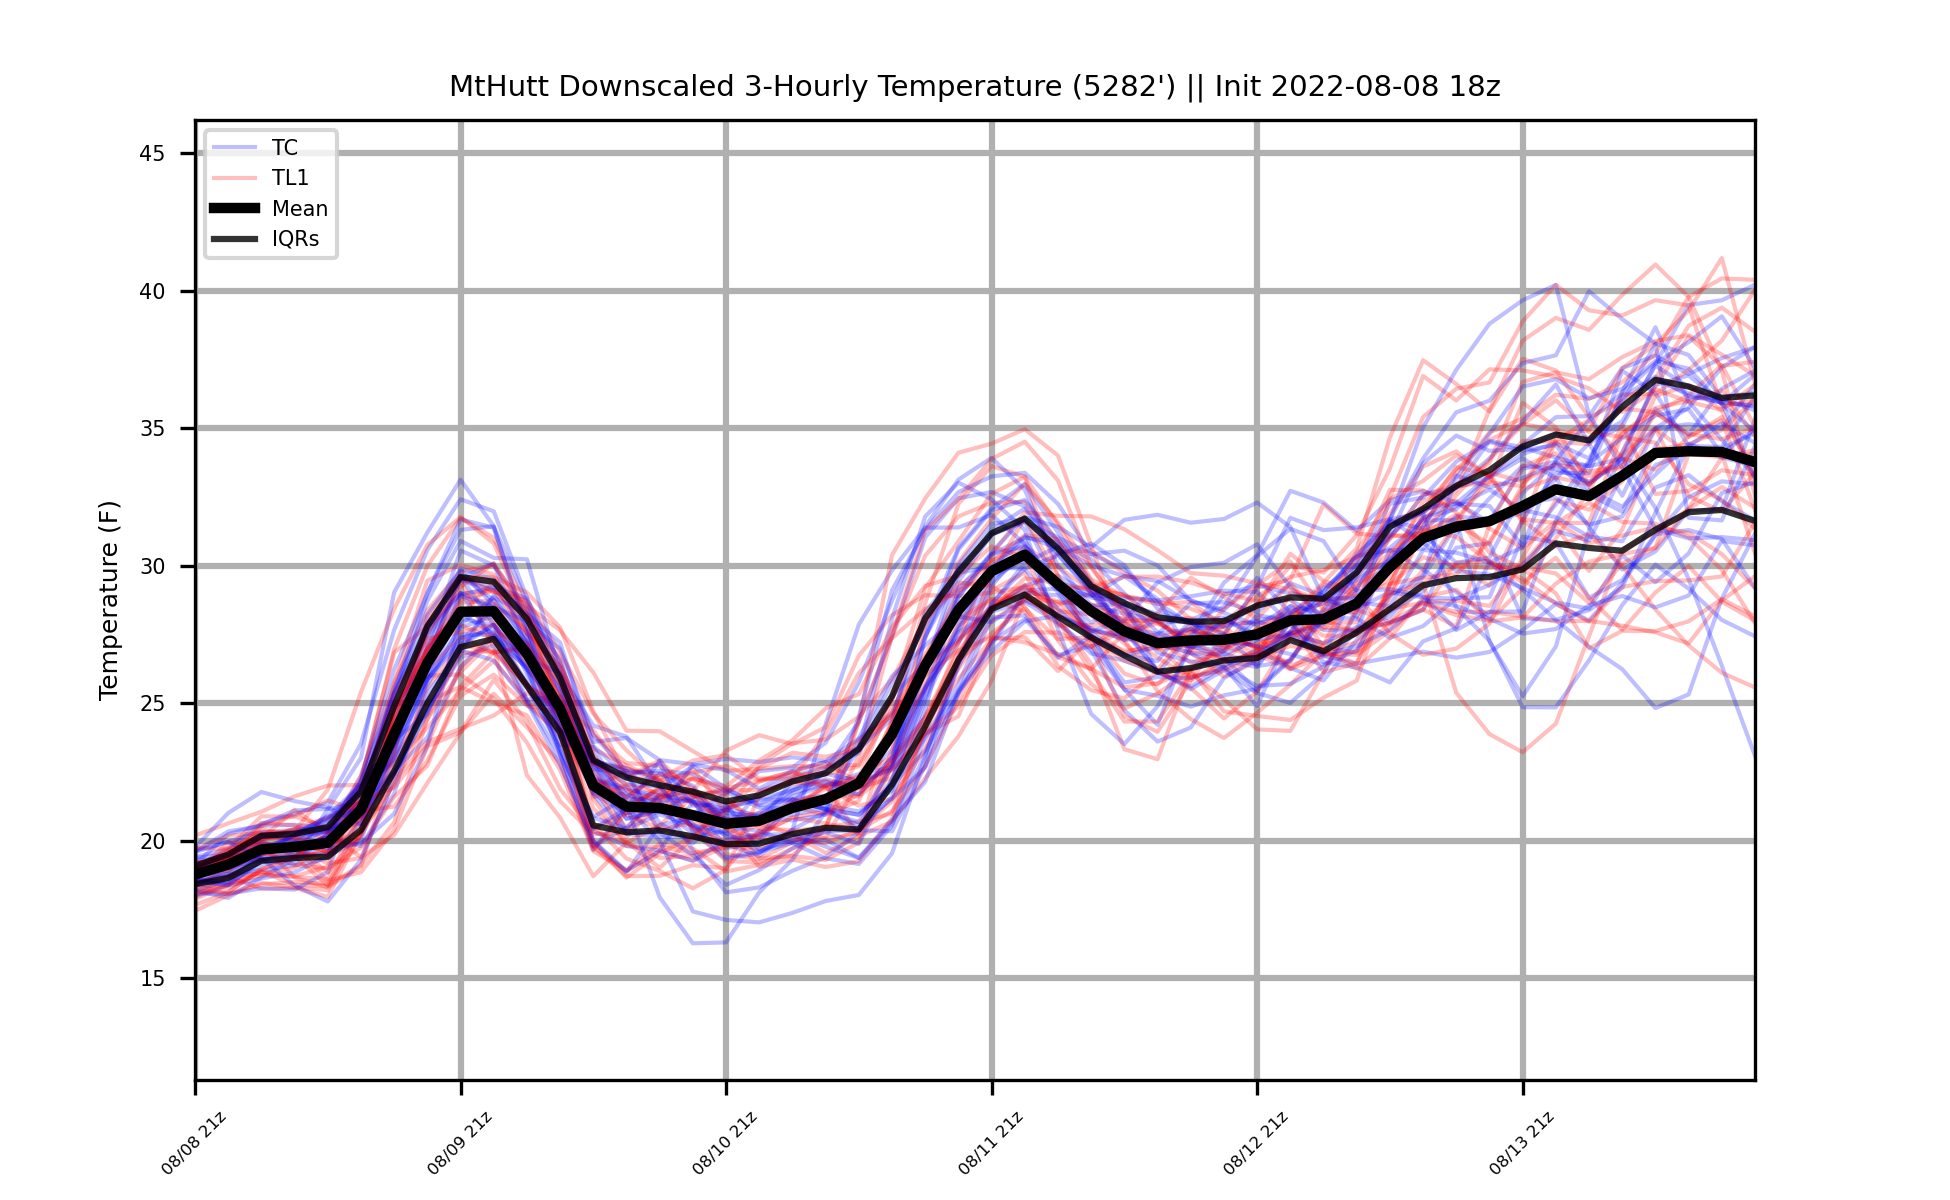 MtHutt Downscaled 3-Hourly Temperature (5282') || Init 2022-08-08 18z
TC
TL1
Mean
IQRs
Temperature (F)
45
40
35
30
25
20
15
08/08 21z
08/09 21z
08/10 21z
08/11 21z
08/12 21z
08/13 21z